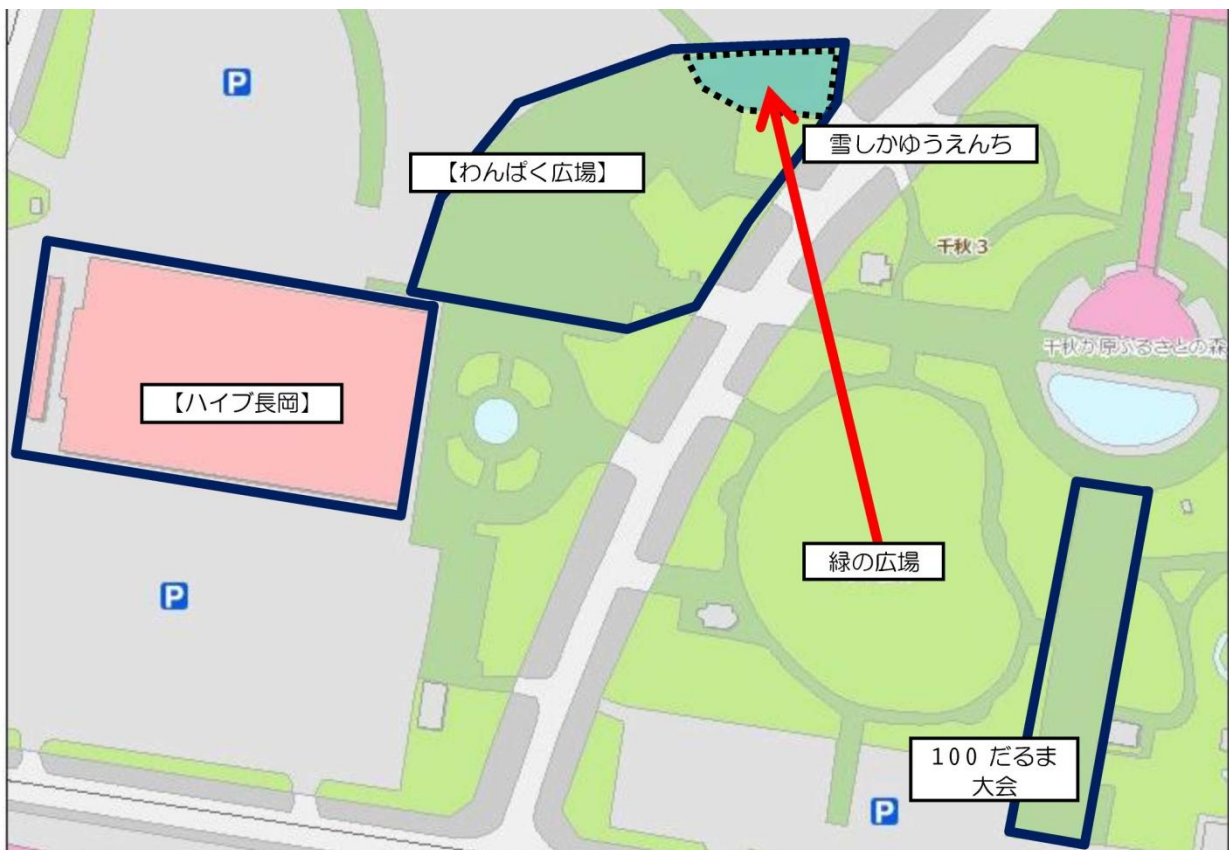 P
雪しかゆうえんち
【わんぱく広場】
千秋 3
千秋が原ふるさとの森
【ハイブ長岡】
緑の広場
P
100 だるま
大会
P